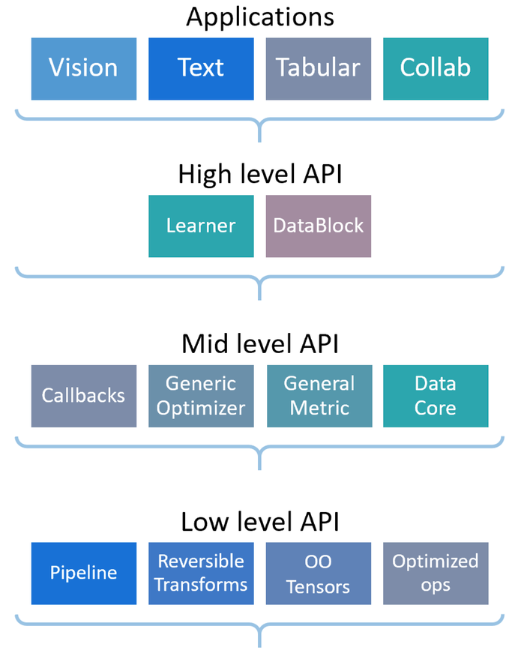 Applications
Vision Text Tabular Collab
High level API
Learner DataBlock
Mid level API
Callbacks
Generic
Optimizer
General
Metric
Data
Core
Low level API
Pipeline
Reversible
Transforms
OO
Tensors
Optimized
ops